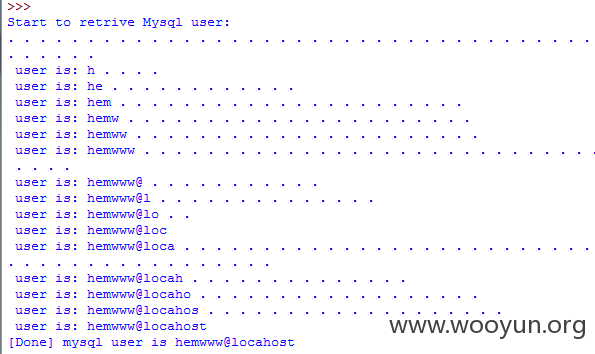 >>>
Start to retrive Mysql user:
. . . . . . . . . . . . . . . . . . . . . . . . . . . . . . . . . . . . . . . . .
. . . . . .
user is: h . . . .
user is: he . . . . . . . . . . . .
user is: hem . . . . . . . . . . . . . . . . . . . . . .
user is: hemw . . . . . . . . . . . . . . . . . . . . . .
user is: hemww . . . . . . . . . . . . . . . . . . . . . .
user is: hemwww . . . . . . . . . . . . . . . . . . . . . . . . . . . . .
. . . .
user is: hemwww@ . . . . . . . . . . .
user is: hemwww@l . . . . . . . . . . . . . .
user is: hemwww@lo . .
user is: hemwww@loc
user is: hemwww@loca . . . . . . . . . . . . . . . . . . . . . . . . . .
. . . . . . . . . . . . . . . . .
user is: hemwww@locah . . . . . . . . . . . . . .
user is: hemwww@locaho . . . . . . . . . . . . . . . . . .
user is: hemwww@locahos . . . . . . . . . . . . . . . . . . .
user is: hemwww@locahost
[Done] mysql user is hemwww@locahost
www.wooyun.org